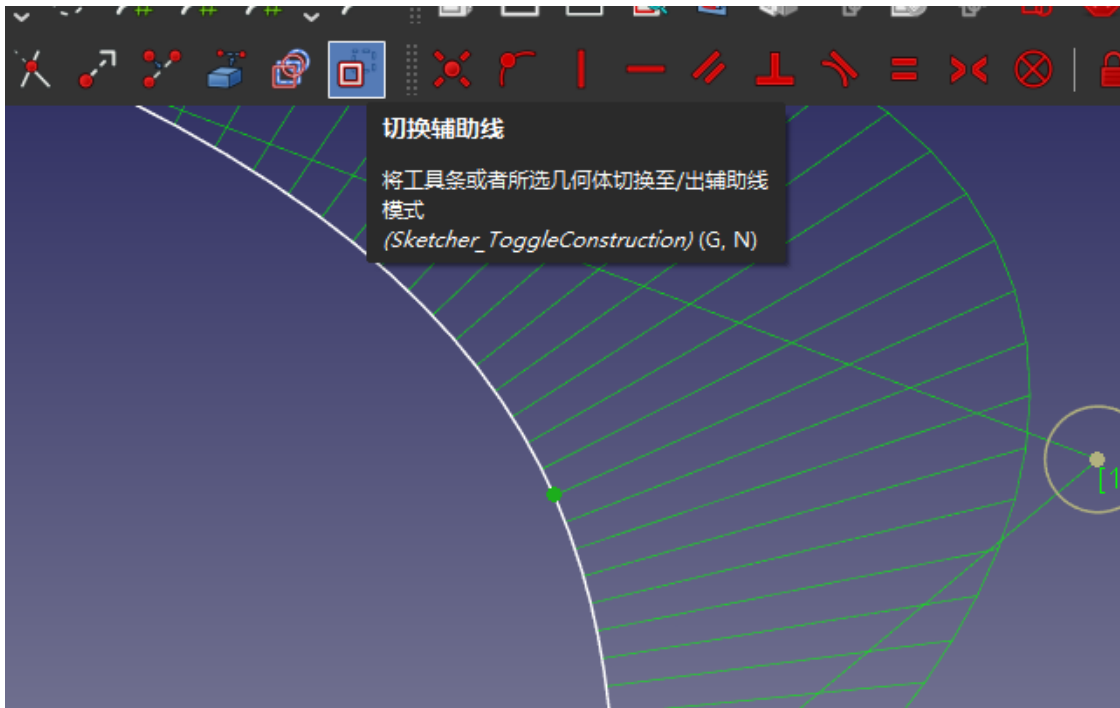 切换辅助线
将工具条或者所选几何体切换至/出辅助线
模式
(Sketcher_ToggleConstruction) (G, N)
[1